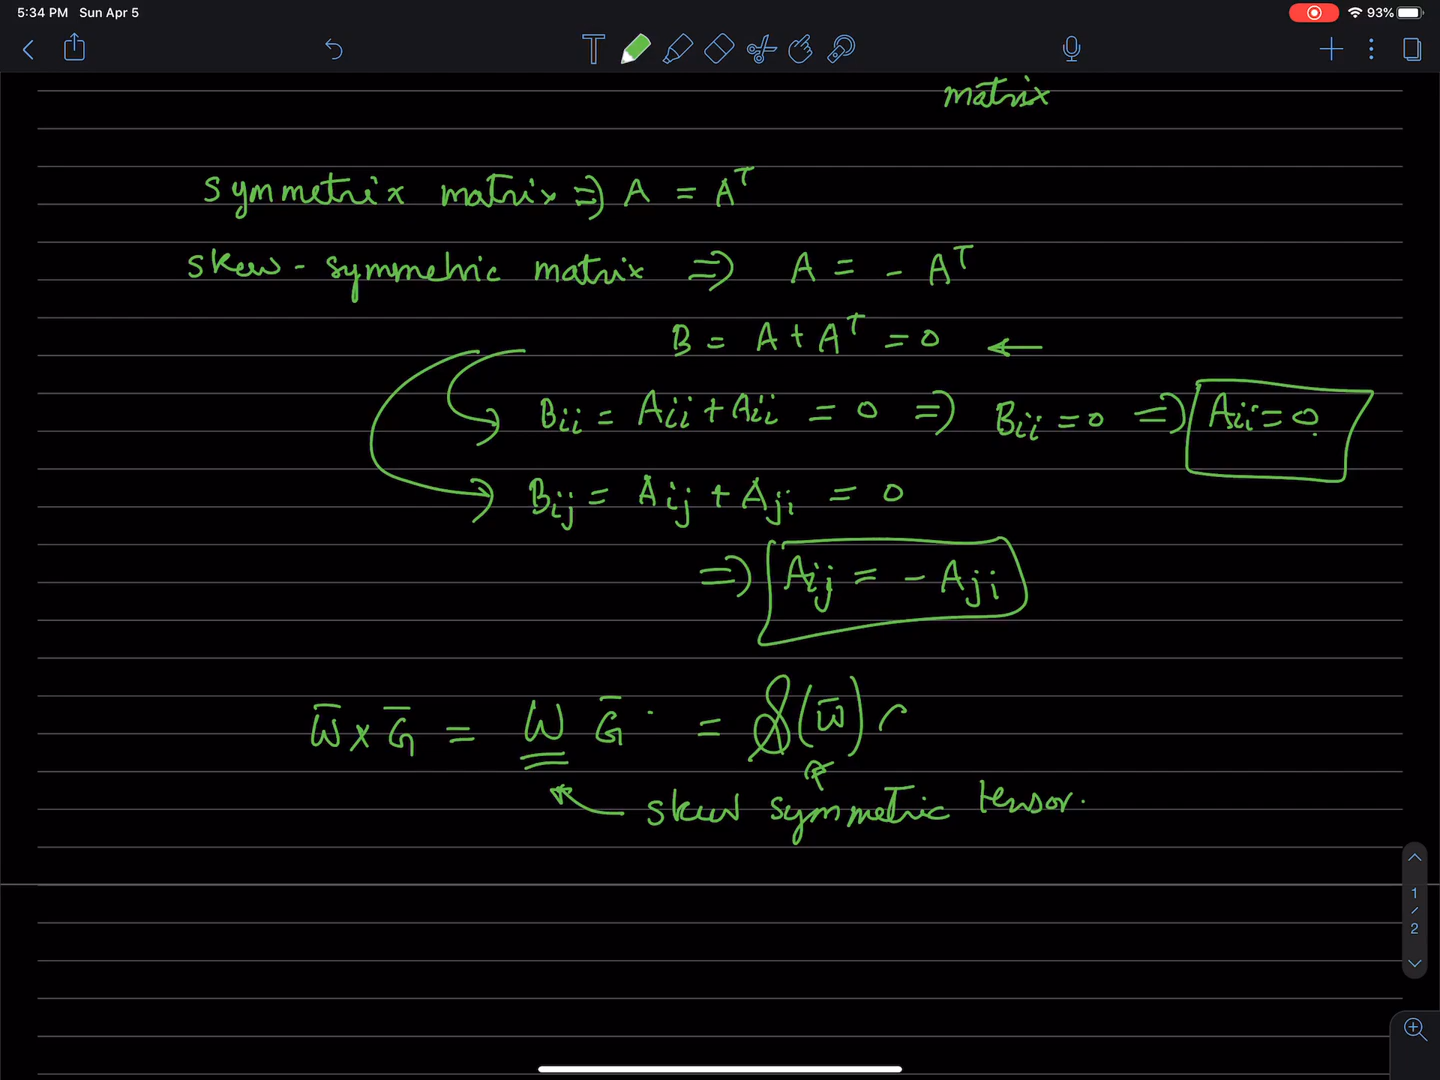 5:34 PM Sun Apr 5
93%
matrix
symmetrix matrix ⇒ A = Aᵀ
skew - symmetric matrix ⇒ A = - Aᵀ
B = A + Aᵀ = 0 ←
Bii = Aii + Aii = 0 ⇒ Bii = 0 ⇒ Aii = 0
Bij = Aij + Aji = 0
⇒ Aij = - Aji
w̅ x G̅ = W G̅ = S(w̅) (
skew symmetric tensor.
1
/
2